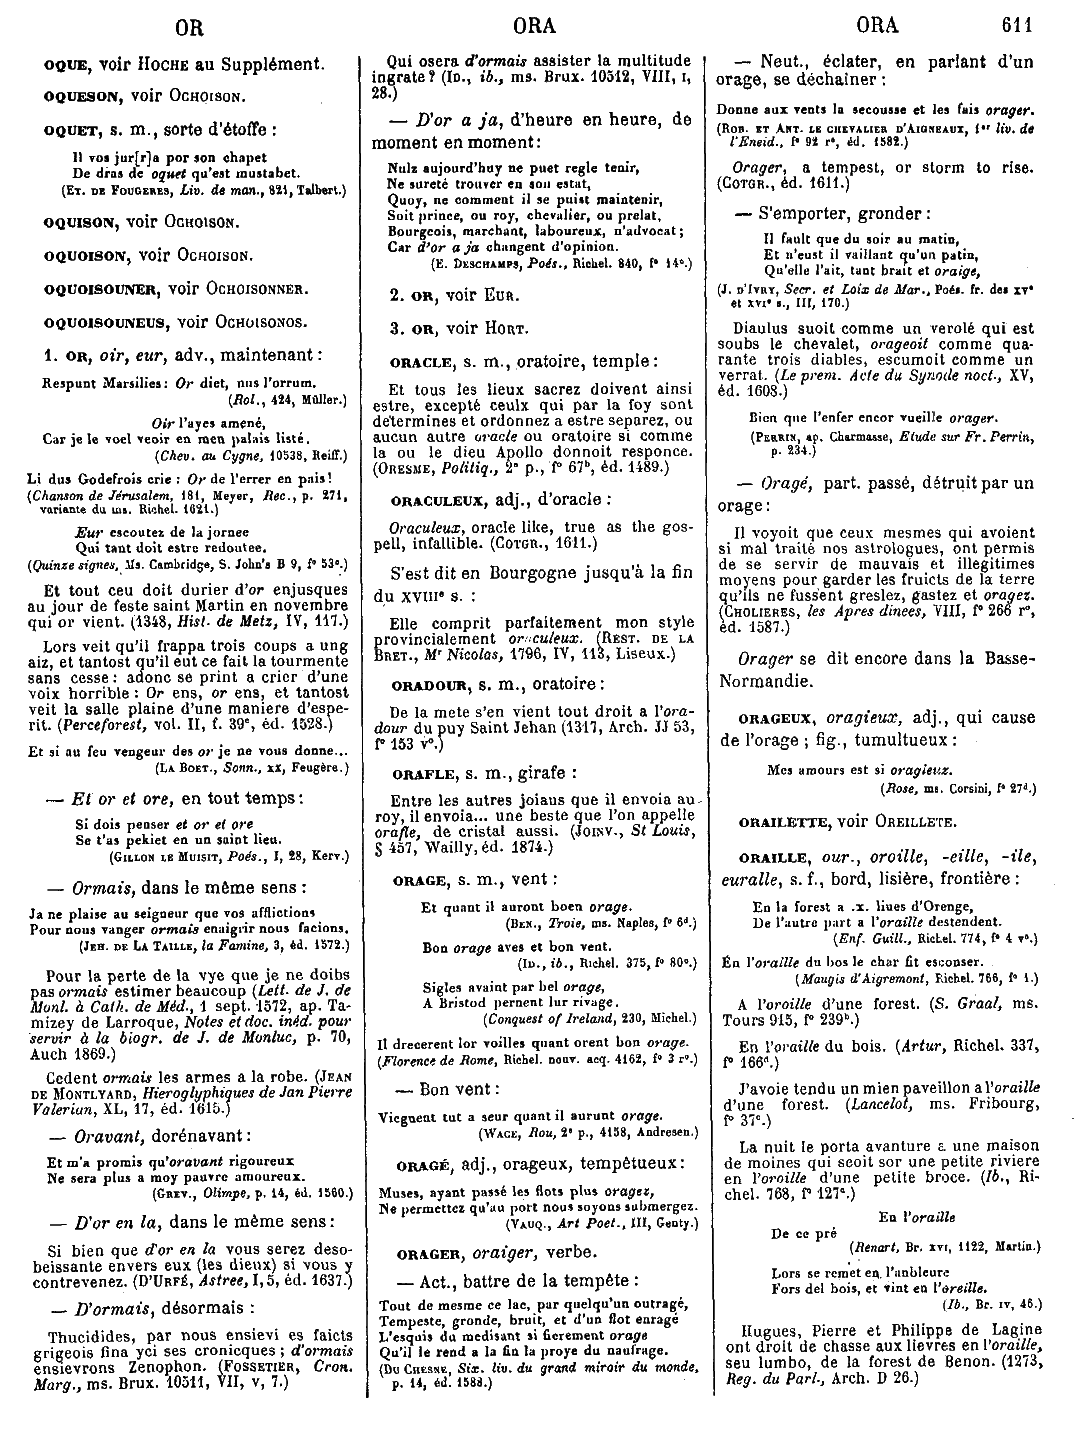 OR
ORA
ORA 611
OQUE, voir HOCHE au Supplément.
OQUESON, voir OCHOISON.
OQUET, s. m., sorte d'étoffe :
Il vos jur[r]a por son chapet
De dras de oquet qu'est mustabet.
(ET. DE FOUGERES, Liv. de man., 821, Talbert.)
OQUISON, voir OCHOISON.
OQUOISON, voir OCHOISON.
OQUOISOUNER, voir OCHOISONNER.
OQUOISOUNEUS, voir OCHOISONOS.
1. OR, oir, eur, adv., maintenant :
Respunt Marsilies : Or diet, nus l'orrum.
(Rol., 424, Müller.)
Oir l'ayes amené,
Car je le voel veoir en men palais listé.
(Chev. au Cygne, 10538, Reiff.)
Li dus Godefrois crie : Or de l'errer en pais !
(Chanson de Jérusalem, 181, Meyer, Rec., p. 271,
variante du ms. Richel. 1621.)
Eur escoutez de la jornee
Qui tant doit estre redoutee.
(Quinze signes, Ms. Cambridge, S. John's B 9, f° 53ᵃ.)
Et tout ceu doit durier d'or enjusques
au jour de feste saint Martin en novembre
qui or vient. (1348, Hist. de Metz, IV, 117.)
Lors veit qu'il frappa trois coups a ung
aiz, et tantost qu'il eut ce fait la tourmente
sans cesse : adonc se print a crier d'une
voix horrible : Or ens, or ens, et tantost
veit la salle plaine d'une maniere d'espe-
rit. (Perceforest, vol. II, f. 39ᶜ, éd. 1528.)
Et si au feu vengeur des or je ne vous donne...
(LA BOET., Sonn., XX, Feugère.)
— Et or et ore, en tout temps :
Si dois penser et or et ore
Se t'as pekiet en un saint lieu.
(GILLON LE MUISIT, Poés., I, 28, Kerv.)
— Ormais, dans le même sens :
Ja ne plaise au seigneur que vos afflictions
Pour nous vanger ormais enaigrir nous facions.
(JEH. DE LA TAILLE, la Famine, 3, éd. 1572.)
Pour la perte de la vye que je ne doibs
pas ormais estimer beaucoup (Lett. de J. de
Monl. à Cath. de Méd., 1 sept. 1572, ap. Ta-
mizey de Larroque, Notes et doc. inéd. pour
servir à la biogr. de J. de Monluc, p. 70,
Auch 1869.)
Cedent ormais les armes a la robe. (JEAN
DE MONTLYARD, Hieroglyphiques de Jan Pierre
Valerian, XL, 17, éd. 1615.)
— Oravant, dorénavant :
Et m'a promis qu'oravant rigoureux
Ne sera plus a moy pauvre amoureux.
(GREV., Olimpe, p. 14, éd. 1560.)
— D'or en la, dans le même sens :
Si bien que d'or en la vous serez deso-
beissante envers eux (les dieux) si vous y
contrevenez. (D'URFÉ, Astree, I, 5, éd. 1637.)
— D'ormais, désormais :
Thucidides, par nous ensievi es faicts
grigeois fina yci ses cronicques ; d'ormais
ensievrons Zenophon. (FOSSETIER, Cron.
Marg., ms. Brux. 10511, VII, v, 7.)
Qui osera d'ormais assister la multitude
ingrate ? (ID., ib., ms. Brux. 10512, VIII, I,
28.)
— D'or a ja, d'heure en heure, de
moment en moment :
Nulz aujourd'huy ne puet regle tenir,
Ne sureté trouver en son estat,
Quoy, ne comment il se puist maintenir,
Soit prince, ou roy, chevalier, ou prelat,
Bourgeois, marchant, laboureux, n'advocat ;
Car d'or a ja changent d'opinion.
(E. DESCHAMPS, Poés., Richel. 840, f° 14ᵇ.)
2. OR, voir EUR.
3. OR, voir HORT.
ORACLE, s. m., oratoire, temple :
Et tous les lieux sacrez doivent ainsi
estre, excepté ceulx qui par la foy sont
determines et ordonnez a estre separez, ou
aucun autre oracle ou oratoire si comme
la ou le dieu Apollo donnoit responce.
(ORESME, Politiq., 2ᵉ p., f° 67ᵇ, éd. 1489.)
ORACULEUX, adj., d'oracle :
Oraculeux, oracle like, true as the gos-
pell, infallible. (COTGR., 1611.)
S'est dit en Bourgogne jusqu'à la fin
du XVIIIᵉ s. :
Elle comprit parfaitement mon style
provincialement oraculeux. (REST. DE LA
BRET., Mʳ Nicolas, 1796, IV, 113, Liseux.)
ORADOUR, s. m., oratoire :
De la mete s'en vient tout droit a l'ora-
dour du puy Saint Jehan (1317, Arch. JJ 53,
f° 153 v°.)
ORAFLE, s. m., girafe :
Entre les autres joiaus que il envoia au
roy, il envoia... une beste que l'on appelle
orafle, de cristal aussi. (JOINV., St Louis,
§ 457, Wailly, éd. 1874.)
ORAGE, s. m., vent :
Et quant il auront boen orage.
(BEN., Troie, ms. Naples, f° 6ᵈ.)
Bon orage aves et bon vent.
(ID., ib., Richel. 375, f° 80ᶜ.)
Sigles avaint par bel orage,
A Bristod pernent lur rivage.
(Conquest of Ireland, 230, Michel.)
Il drecerent lor voilles quant orent bon orage.
(Florence de Rome, Richel. nouv. acq. 4162, f° 3 r°.)
— Bon vent :
Viegnent tut a seur quant il aurunt orage.
(WACE, Rou, 2ᵉ p., 4158, Andresen.)
ORAGÉ, adj., orageux, tempêtueux :
Muses, ayant passé les flots plus oragez,
Ne permettez qu'au port nous soyons submergez.
(VAUQ., Art Poet., III, Genty.)
ORAGER, oraiger, verbe.
— Act., battre de la tempête :
Tout de mesme ce lac, par quelqu'un outragé,
Tempeste, gronde, bruit, et d'un flot enragé
L'esquis du medisant si fierement orage
Qu'il le rend a la fin la proye du naufrage.
(DU CHESNE, Six. liv. du grand miroir du monde,
p. 14, éd. 1588.)
— Neut., éclater, en parlant d'un
orage, se déchaîner :
Donne aux vents la secousse et les fais orager.
(ROB. ET ANT. LE CHEVALIER D'AIGNEAUX, 1ᵉʳ liv. de
l'Eneid., f° 92 r°, éd. 1582.)
Orager, a tempest, or storm to rise.
(COTGR., éd. 1611.)
— S'emporter, gronder :
Il fault que du soir au matin,
Et n'eust il vaillant qu'un patin,
Qu'elle l'ait, tant brait et oraige,
(J. D'IVRY, Secr. et Loix de Mar., Poés. fr. des XVᵉ
et XVIᵉ s., III, 170.)
Diaulus suoit comme un verolé qui est
soubs le chevalet, orageoit comme qua-
rante trois diables, escumoit comme un
verrat. (Le prem. Acte du Synode noct., XV,
éd. 1608.)
Bien que l'enfer encor vueille orager.
(PERRIN, ap. Charmasse, Etude sur Fr. Perrin,
p. 234.)
— Oragé, part. passé, détruit par un
orage :
Il voyoit que ceux mesmes qui avoient
si mal traité nos astrologues, ont permis
de se servir de mauvais et illegitimes
moyens pour garder les fruicts de la terre
qu'ils ne fussent greslez, gastez et oragez.
(CHOLIERES, les Apres dinees, VIII, f° 266 r°,
éd. 1587.)
Orager se dit encore dans la Basse-
Normandie.
ORAGEUX, oragieux, adj., qui cause
de l'orage ; fig., tumultueux :
Mes amours est si oragieux.
(Rose, ms. Corsini, f° 27ᵈ.)
ORAILETTE, voir OREILLETE.
ORAILLE, our., oroille, -eille, -ile,
euralle, s. f., bord, lisière, frontière :
En la forest a .x. liues d'Orenge,
De l'autre part a l'oraille destendent.
(Enf. Guill., Richel. 774, f° 4 v°.)
En l'oraille du bos le char fit esconser.
(Maugis d'Aigremont, Richel. 766, f° 1.)
A l'oroille d'une forest. (S. Graal, ms.
Tours 915, f° 239ᵇ.)
En l'oraille du bois. (Artur, Richel. 337,
f° 166ᶜ.)
J'avoie tendu un mien paveillon a l'oraille
d'une forest. (Lancelot, ms. Fribourg,
f° 37ᶜ.)
La nuit le porta avanture a une maison
de moines qui seoit sor une petite riviere
en l'oroille d'une petite broce. (Ib., Ri-
chel. 768, f° 127ᶜ.)
En l'oraille
De ce pré
(Renart, Br. XVI, 1122, Martin.)
Lors se remet en l'anbleure
Fors del bois, et vint en l'oreille.
(Ib., Br. IV, 46.)
Hugues, Pierre et Philippe de Lagine
ont droit de chasse aux lievres en l'oraille,
seu lumbo, de la forest de Benon. (1273,
Reg. du Parl., Arch. D 26.)